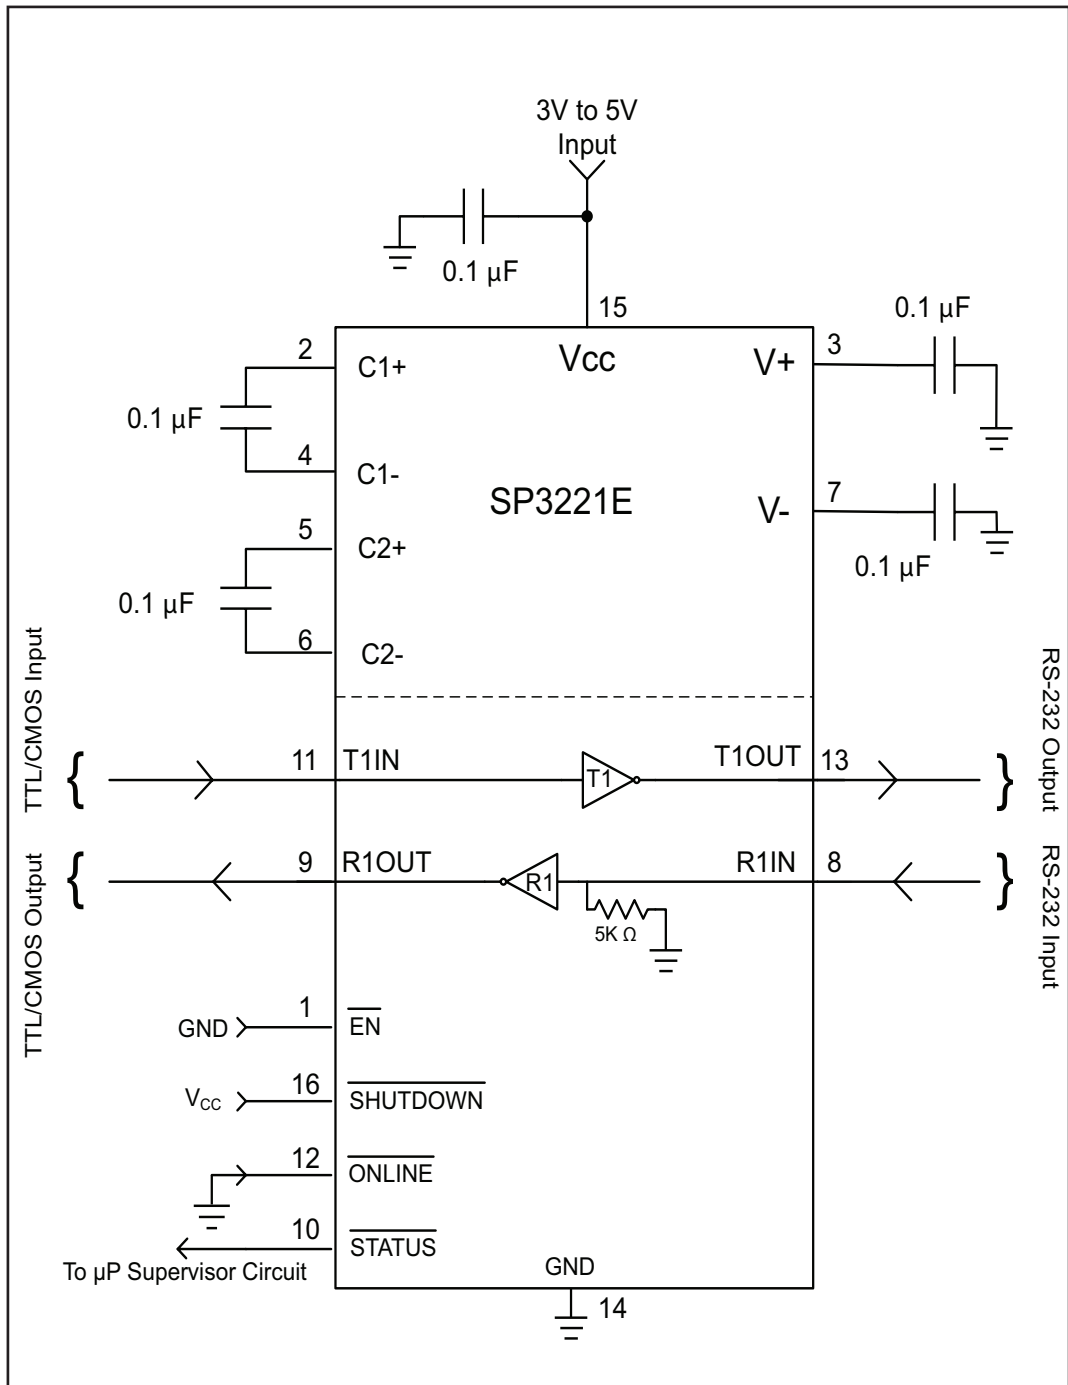 3V to 5V
Input
0.1 µF
15
0.1 µF
2
C1+
Vcc
V+
3
0.1 µF
4
C1-
SP3221E
V-
7
5
C2+
0.1 µF
0.1 µF
6
C2-
TTL/CMOS Input
RS-232 Output
11
T1IN
T1
T1OUT
13
TTL/CMOS Output
RS-232 Input
9
R1OUT
R1
R1IN
8
5K Ω
1
GND
EN
16
VCC
SHUTDOWN
12
ONLINE
10
STATUS
To µP Supervisor Circuit
GND
14